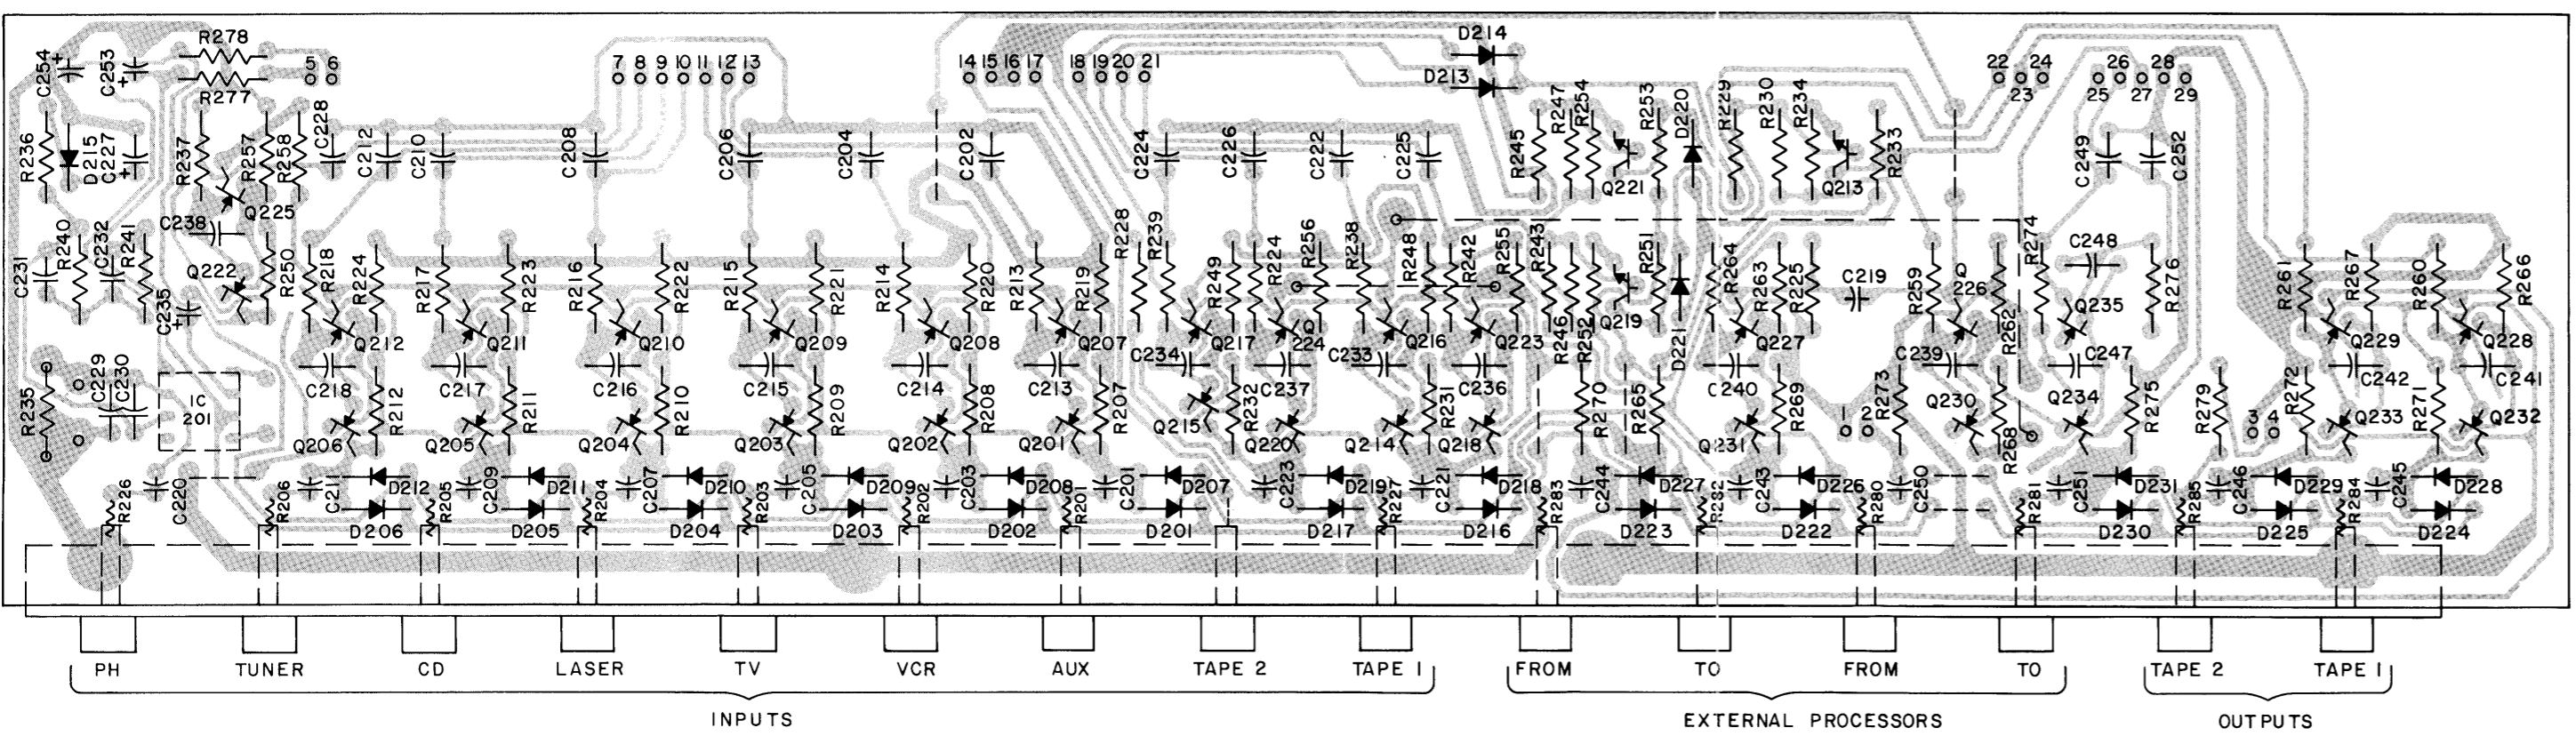 D214
R278
C254 + C253 +
5 6
7 8 9 10 11 12 13
14 15 16 17 18 19 20 21
D213
22 24 26 28
23 25 27 29
R277
R236 D215 C227 + R237 R257 R258 C228 C212 C210 C208 C206 C204 C202 C224 C226 C222 C225 R245 R247 R254 Q221 R253 D220 R229 R230 R234 Q213 R233 C249 C252
Q225
C238
C231 R240 C232 R241 C235 + Q222 R250 R218 R224 R217 R223 R216 R222 R215 R221 R214 R220 R213 R219 R228 R239 R249 R224 R256 R238 R248 R242 R255 R243 R246 R252 Q219 R251 D221 R264 R263 R225 C219 R259 Q 226 R262 R274 C248 Q235 R276 R261 R267 R260 R266
Q212 Q211 Q210 Q209 Q208 Q207 C234 Q217 Q 224 C233 Q216 Q223 Q227 C239 C247 Q229 Q228
C218 C217 C216 C215 C214 C213 C237 C236 C240 C242 C241
R235 C229 C230 IC
201
R212 R211 R210 R209 R208 R207 Q215 R232 R231 R270 R265 R269 1 2 R273 Q230 R268 Q234 R275 R279 3 4 R272 Q233 R271 Q232
Q206 Q205 Q204 Q203 Q202 Q201 Q220 Q214 Q218 Q231
R226 C220 R206 C211 D212 R205 C209 D211 R204 C207 D210 R203 C205 D209 R202 C203 D208 R201 C201 D207 C223 D219 R227 C221 D218 R283 C244 D227 R282 C243 D226 R280 C250 R281 C251 D231 R285 C246 D229 R284 C245 D228
D206 D205 D204 D203 D202 D201 D217 D216 D223 D222 D230 D225 D224
PH TUNER CD LASER TV VCR AUX TAPE 2 TAPE 1 FROM TO FROM TO TAPE 2 TAPE 1
INPUTS EXTERNAL PROCESSORS OUTPUTS